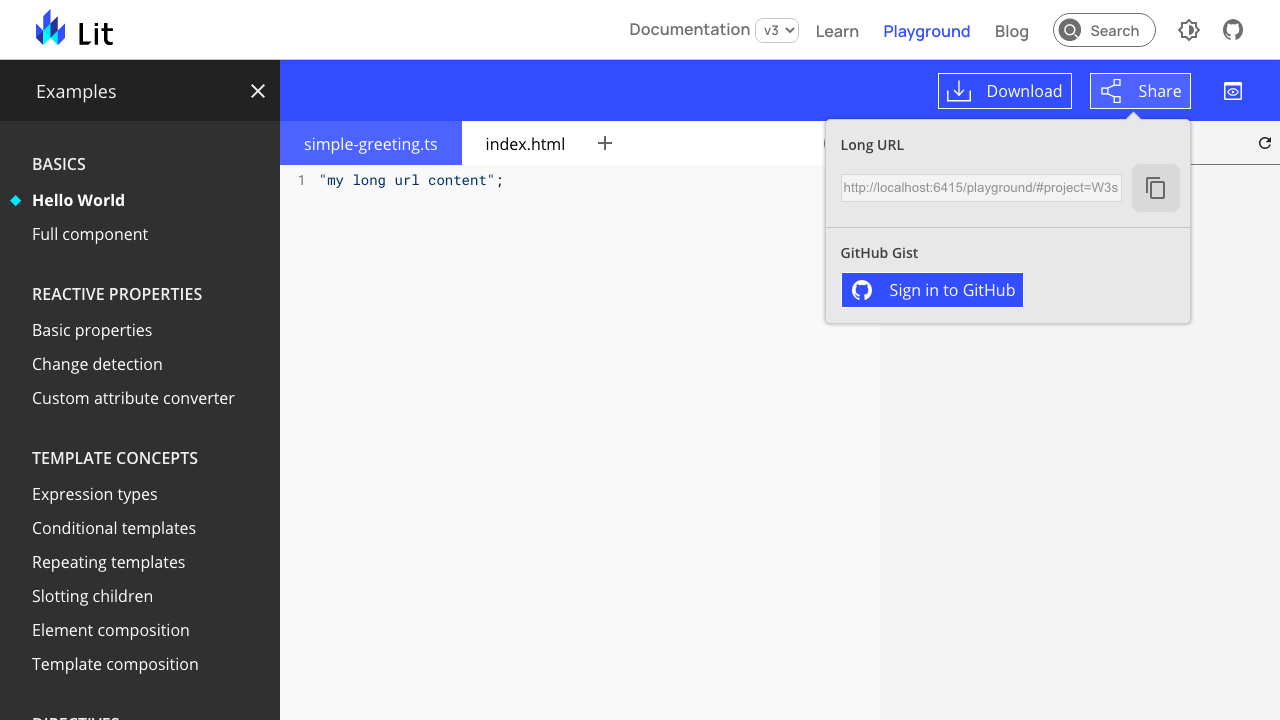 Lit
Documentation v3 Learn Playground Blog Search
Examples
Download Share
simple-greeting.ts index.html
1 "my long url content";
Long URL
http://localhost:6415/playground/#project=W3s
GitHub Gist
Sign in to GitHub
BASICS
Hello World
Full component
REACTIVE PROPERTIES
Basic properties
Change detection
Custom attribute converter
TEMPLATE CONCEPTS
Expression types
Conditional templates
Repeating templates
Slotting children
Element composition
Template composition
DIRECTIVES